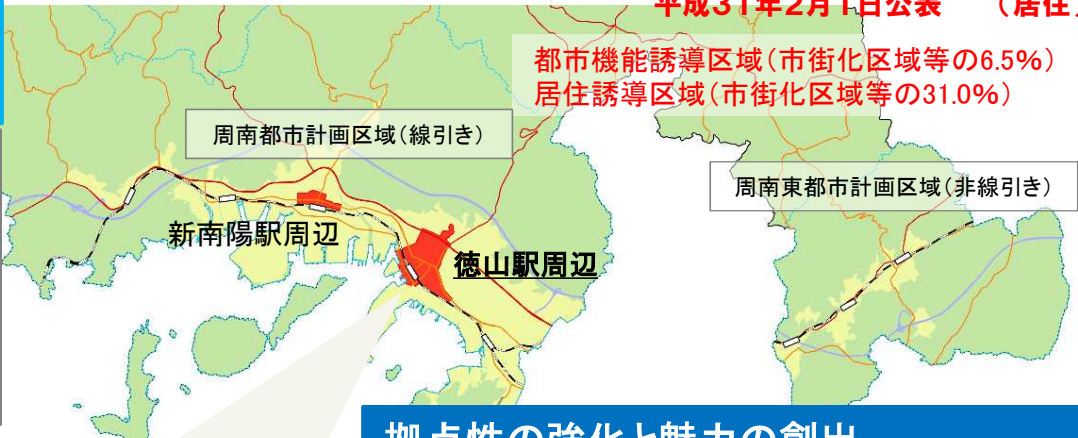 平成31年2月1日公表 (居住
都市機能誘導区域(市街化区域等の6.5%)
居住誘導区域(市街化区域等の31.0%)
周南都市計画区域(線引き)
周南東都市計画区域(非線引き)
新南陽駅周辺
徳山駅周辺
拠点性の強化と魅力の創出